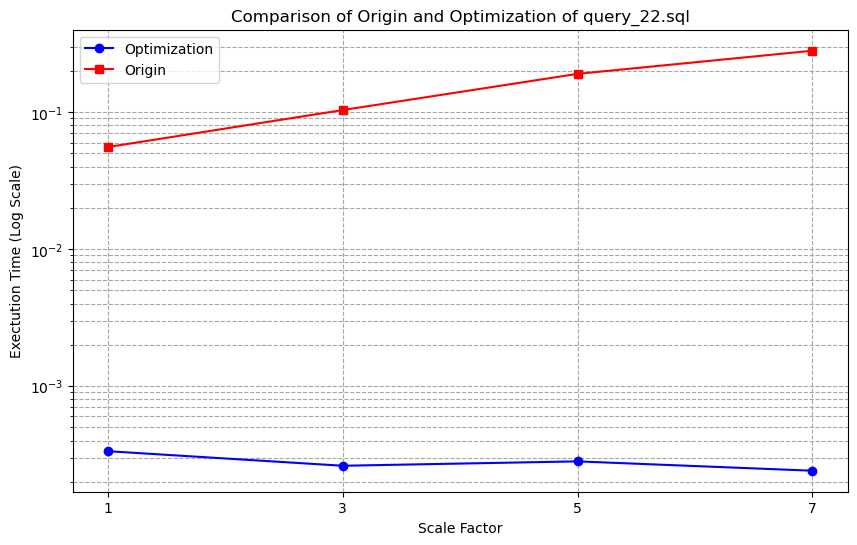 Comparison of Origin and Optimization of query_22.sql
Optimization
Origin
10⁻¹
10⁻²
10⁻³
Exectution Time (Log Scale)
1 3 5 7
Scale Factor